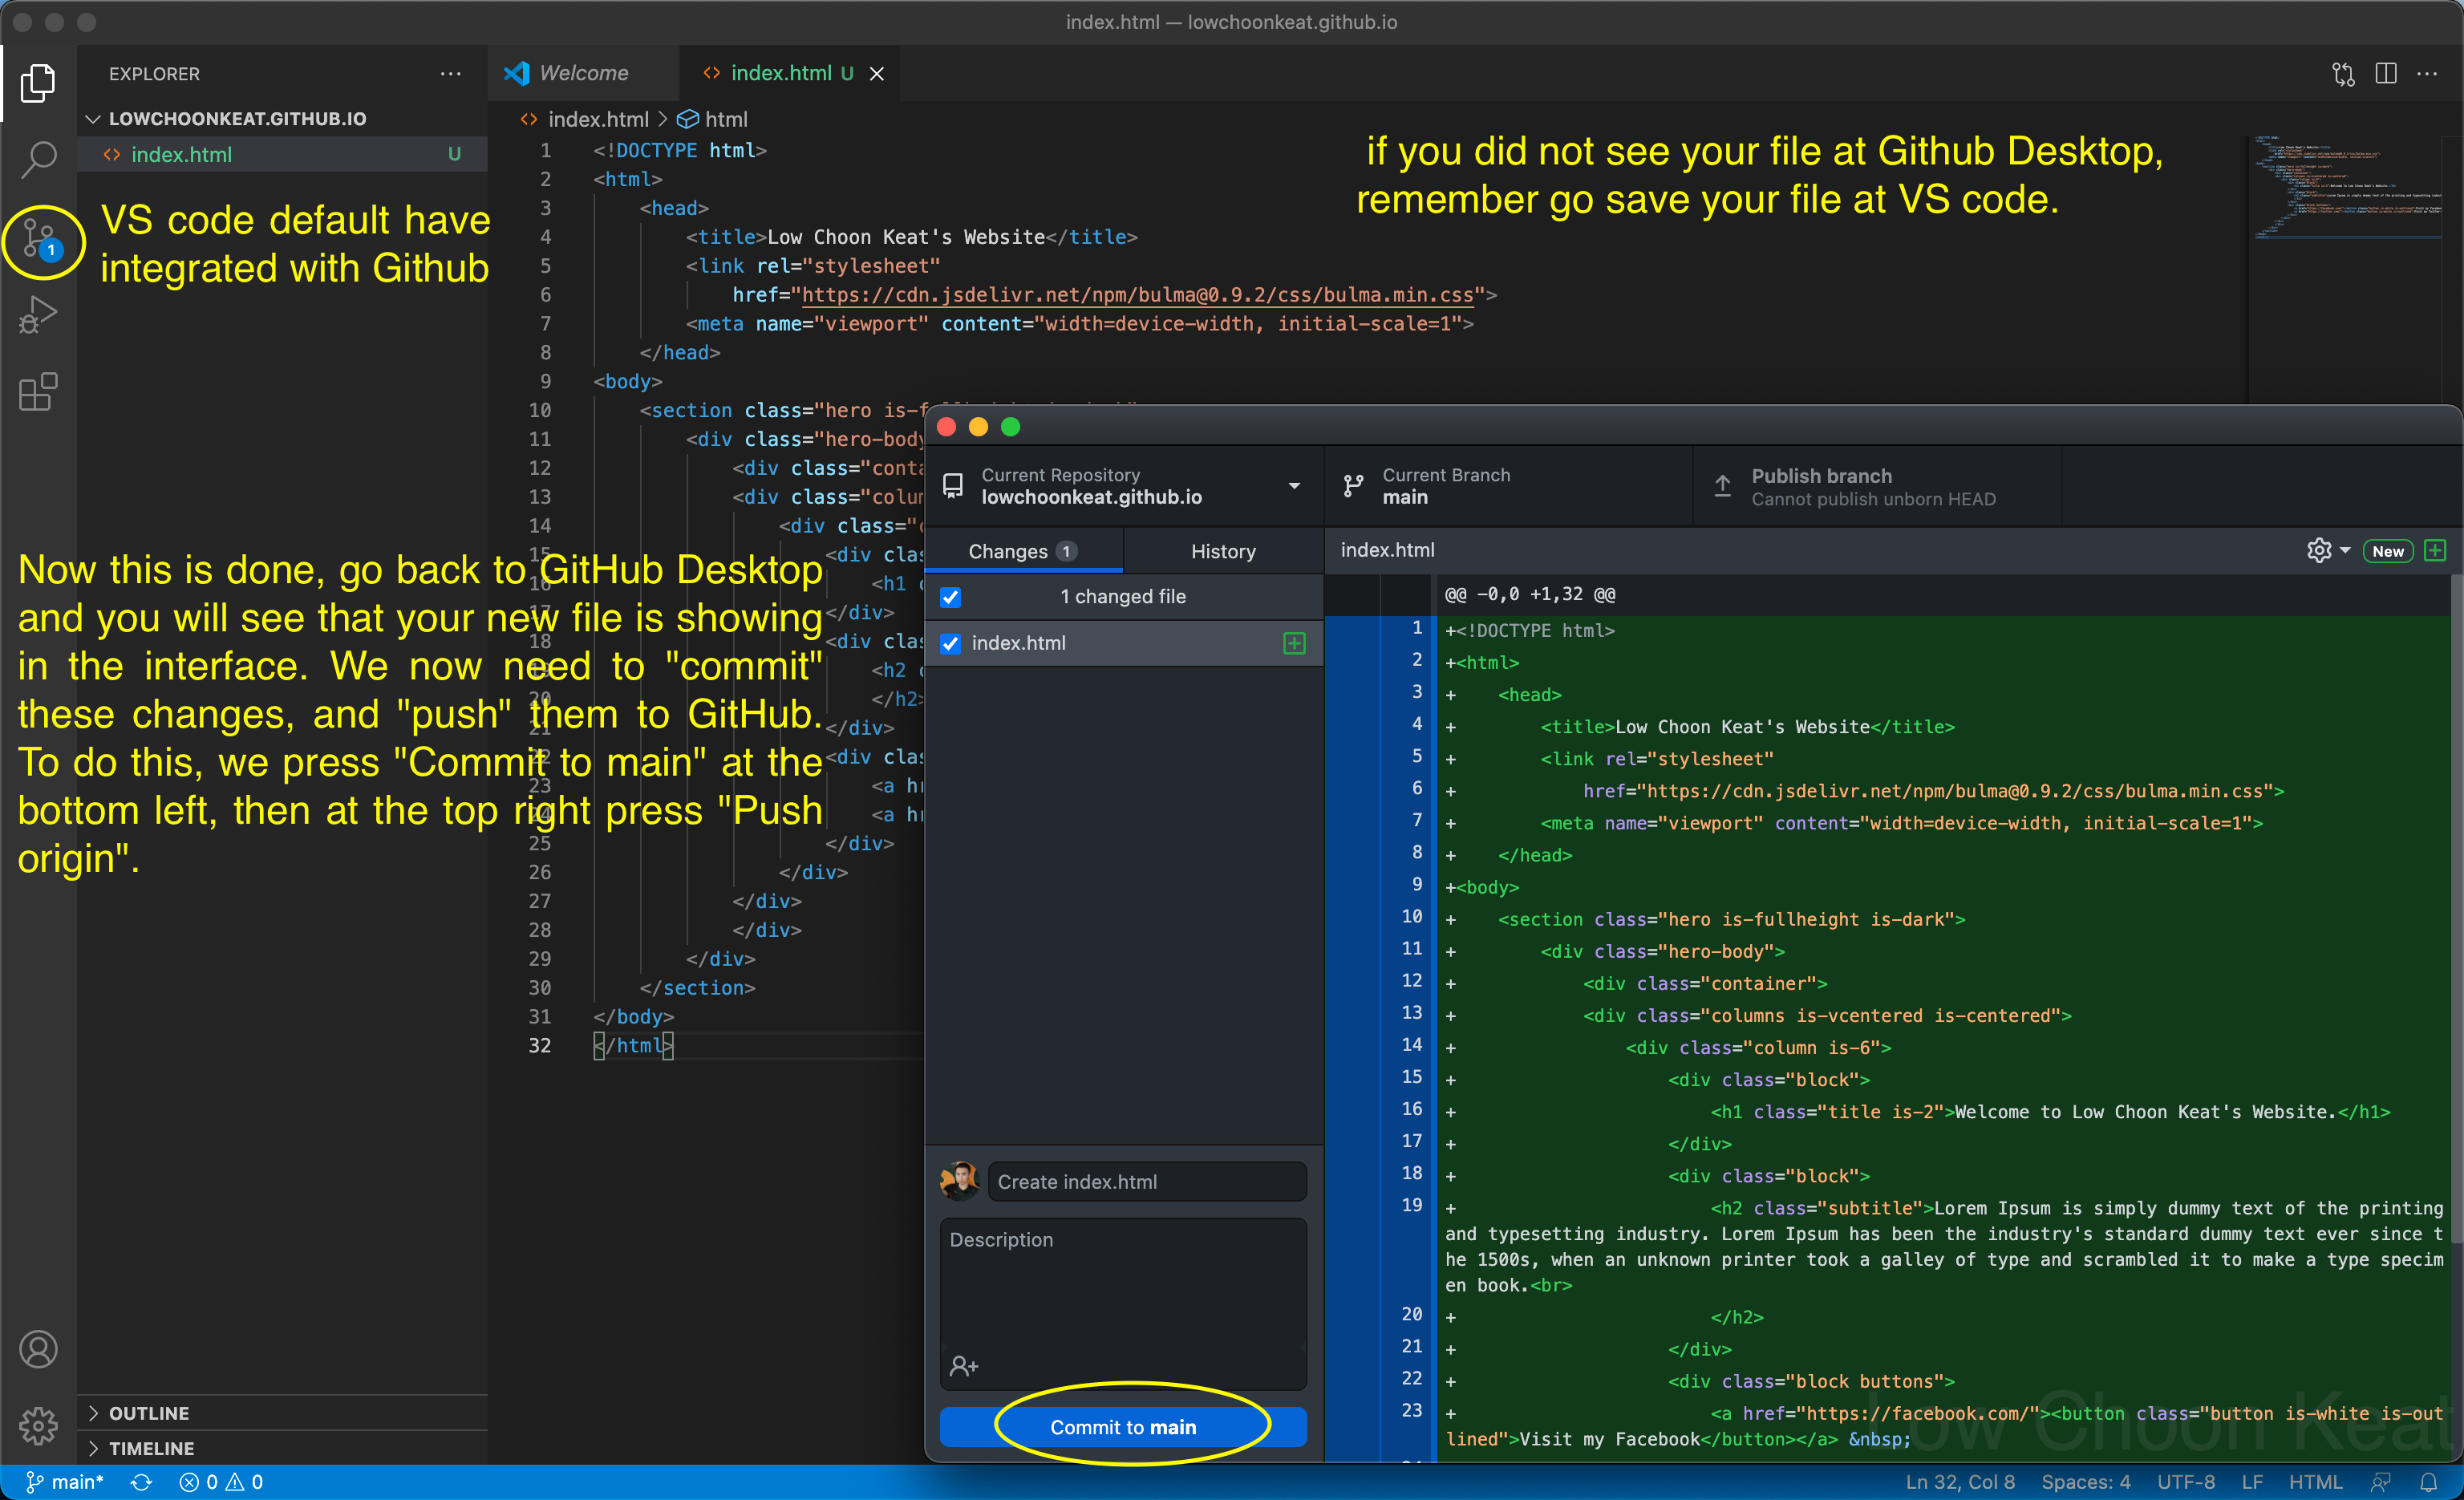 index.html — lowchoonkeat.github.io
EXPLORER
LOWCHOONKEAT.GITHUB.IO
index.html U
VS code default have
integrated with Github
Now this is done, go back to GitHub Desktop
and you will see that your new file is showing
in the interface. We now need to "commit"
these changes, and "push" them to GitHub.
To do this, we press "Commit to main" at the
bottom left, then at the top right press "Push
origin".
OUTLINE
TIMELINE
Welcome
index.html U
index.html > html
if you did not see your file at Github Desktop,
remember go save your file at VS code.
1 <!DOCTYPE html>
2 <html>
3 <head>
4 <title>Low Choon Keat's Website</title>
5 <link rel="stylesheet"
6 href="https://cdn.jsdelivr.net/npm/bulma@0.9.2/css/bulma.min.css">
7 <meta name="viewport" content="width=device-width, initial-scale=1">
8 </head>
9 <body>
10 <section class="hero
11 <div class="hero-body
12 <div class="conta
13 <div class="colum
14 <div class="c
15 <div clas
16 <h1 c
17 </div>
18 <div clas
19 <h2 c
20 </h2>
21 </div>
22 <div clas
23 <a hr
24 <a hr
25 </div>
26 </div>
27 </div>
28 </div>
29 </div>
30 </section>
31 </body>
32 </html>
Current Repository
lowchoonkeat.github.io
Current Branch
main
Publish branch
Cannot publish unborn HEAD
Changes 1
History
1 changed file
index.html
Create index.html
Description
Commit to main
index.html
New
@@ -0,0 +1,32 @@
1 +<!DOCTYPE html>
2 +<html>
3 + <head>
4 + <title>Low Choon Keat's Website</title>
5 + <link rel="stylesheet"
6 + href="https://cdn.jsdelivr.net/npm/bulma@0.9.2/css/bulma.min.css">
7 + <meta name="viewport" content="width=device-width, initial-scale=1">
8 + </head>
9 +<body>
10 + <section class="hero is-fullheight is-dark">
11 + <div class="hero-body">
12 + <div class="container">
13 + <div class="columns is-vcentered is-centered">
14 + <div class="column is-6">
15 + <div class="block">
16 + <h1 class="title is-2">Welcome to Low Choon Keat's Website.</h1>
17 + </div>
18 + <div class="block">
19 + <h2 class="subtitle">Lorem Ipsum is simply dummy text of the printing
and typesetting industry. Lorem Ipsum has been the industry's standard dummy text ever since t
he 1500s, when an unknown printer took a galley of type and scrambled it to make a type specim
en book.<br>
20 + </h2>
21 + </div>
22 + <div class="block buttons">
23 + <a href="https://facebook.com/"><button class="button is-white is-out
lined">Visit my Facebook</button></a> &nbsp;
Low Choon Keat
main* 0 0
Ln 32, Col 8 Spaces: 4 UTF-8 LF HTML
1